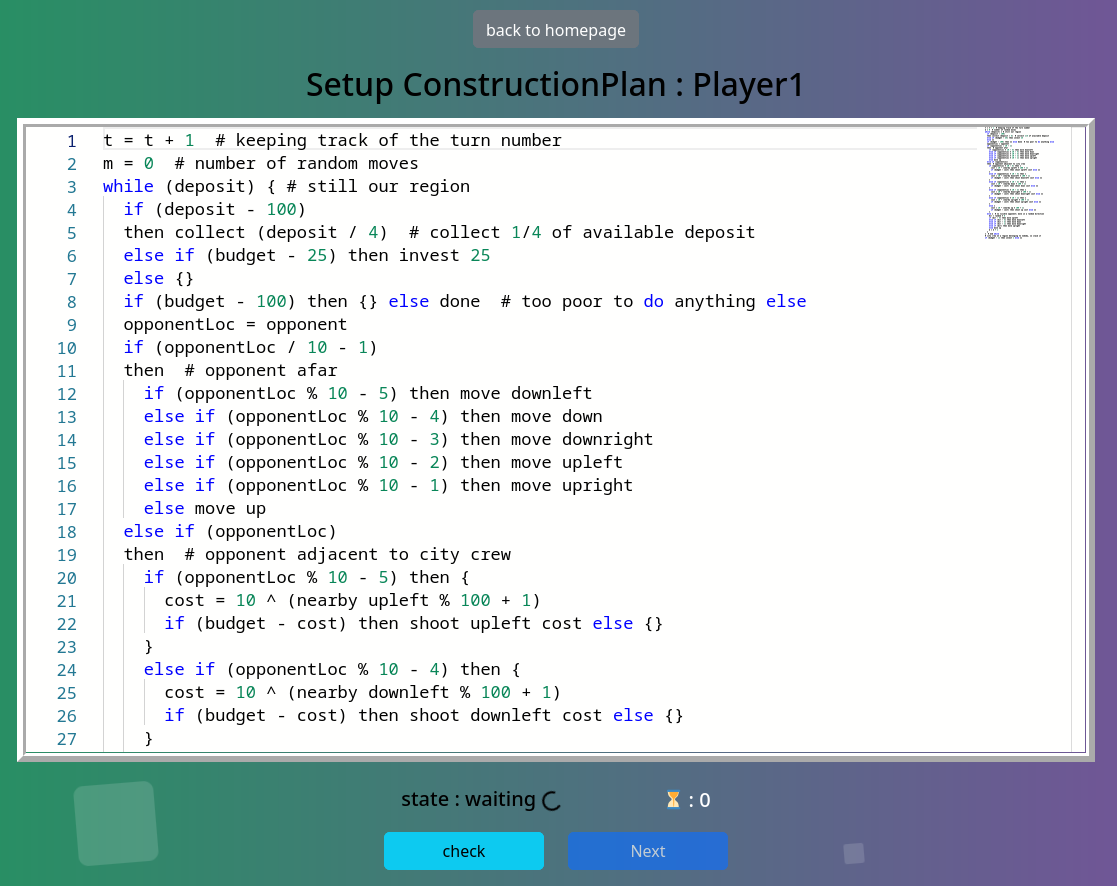 back to homepage
Setup ConstructionPlan : Player1
1 t = t + 1  # keeping track of the turn number
2 m = 0  # number of random moves
3 while (deposit) { # still our region
4   if (deposit - 100)
5   then collect (deposit / 4)  # collect 1/4 of available deposit
6   else if (budget - 25) then invest 25
7   else {}
8   if (budget - 100) then {} else done  # too poor to do anything else
9   opponentLoc = opponent
10   if (opponentLoc / 10 - 1)
11   then  # opponent afar
12     if (opponentLoc % 10 - 5) then move downleft
13     else if (opponentLoc % 10 - 4) then move down
14     else if (opponentLoc % 10 - 3) then move downright
15     else if (opponentLoc % 10 - 2) then move upleft
16     else if (opponentLoc % 10 - 1) then move upright
17     else move up
18   else if (opponentLoc)
19   then  # opponent adjacent to city crew
20     if (opponentLoc % 10 - 5) then {
21       cost = 10 ^ (nearby upleft % 100 + 1)
22       if (budget - cost) then shoot upleft cost else {}
23     }
24     else if (opponentLoc % 10 - 4) then {
25       cost = 10 ^ (nearby downleft % 100 + 1)
26       if (budget - cost) then shoot downleft cost else {}
27     }
state : waiting
⌛ : 0
check
Next